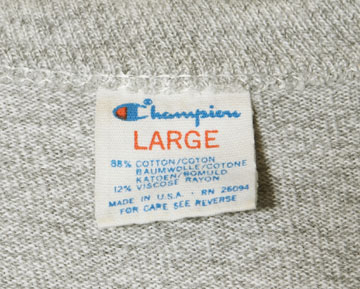 Champion
LARGE
88% COTTON/COTON
BAUMWOLLE/COTONE
KATOEN/BOMULD
12% VISCOSE RAYON
MADE IN U.S.A. • RN 26094
FOR CARE SEE REVERSE